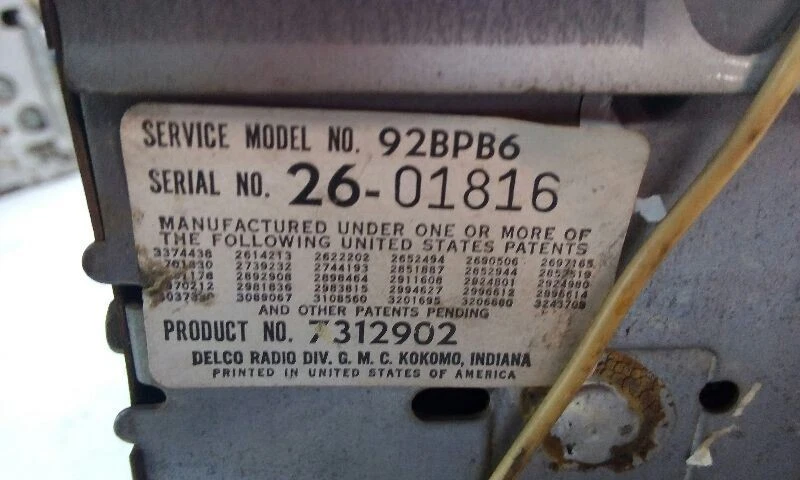 SERVICE MODEL NO. 92BPB6
SERIAL NO. 26-01816
MANUFACTURED UNDER ONE OR MORE OF
THE FOLLOWING UNITED STATES PATENTS
3374438 2614213 2622202 2652494 2690506 2697165
2739232 2744193 2851887 2652944
2892908 2898464 2911608 2924801 2924980
2981836 2983815 2994627 2996612 2996614
3089067 3108560 3201695 3206680
AND OTHER PATENTS PENDING
PRODUCT NO. 7312902
DELCO RADIO DIV. G. M. C. KOKOMO, INDIANA
PRINTED IN UNITED STATES OF AMERICA